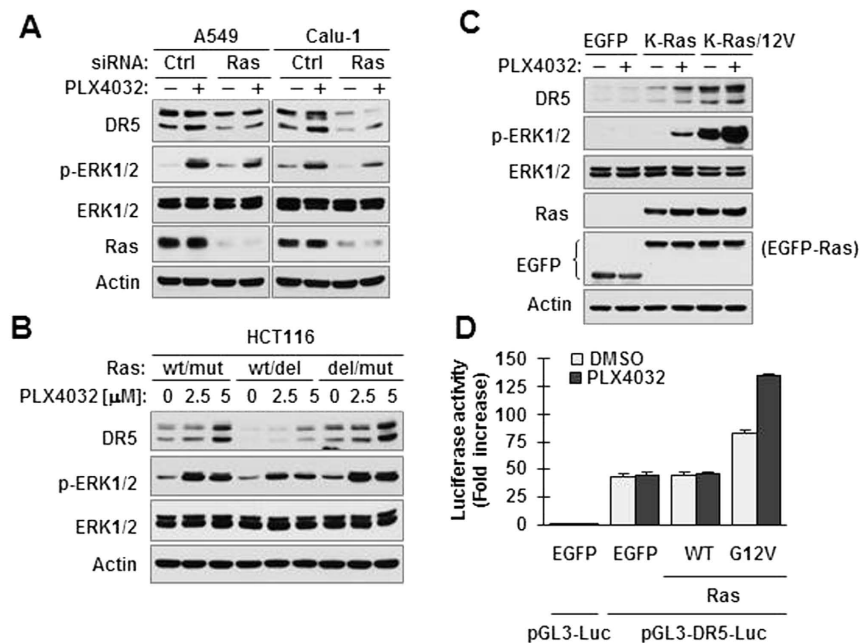 A
A549 Calu-1
siRNA: Ctrl Ras Ctrl Ras
PLX4032: – + – + – + – +
DR5
p-ERK1/2
ERK1/2
Ras
Actin
B
HCT116
Ras: wt/mut wt/del del/mut
PLX4032 [μM]: 0 2.5 5 0 2.5 5 0 2.5 5
DR5
p-ERK1/2
ERK1/2
Actin
C
EGFP K-Ras K-Ras/12V
PLX4032: – + – + – +
DR5
p-ERK1/2
ERK1/2
Ras
EGFP (EGFP-Ras)
Actin
D
Luciferase activity
(Fold increase)
150
125
100
75
50
25
0
DMSO
PLX4032
EGFP EGFP WT G12V
Ras
pGL3-Luc pGL3-DR5-Luc